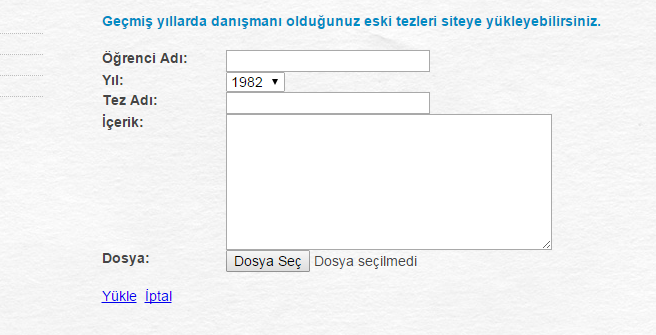 Geçmiş yıllarda danışmanı olduğunuz eski tezleri siteye yükleyebilirsiniz.
Öğrenci Adı:
Yıl: 1982
Tez Adı:
İçerik:
Dosya: Dosya Seç Dosya seçilmedi
Yükle İptal